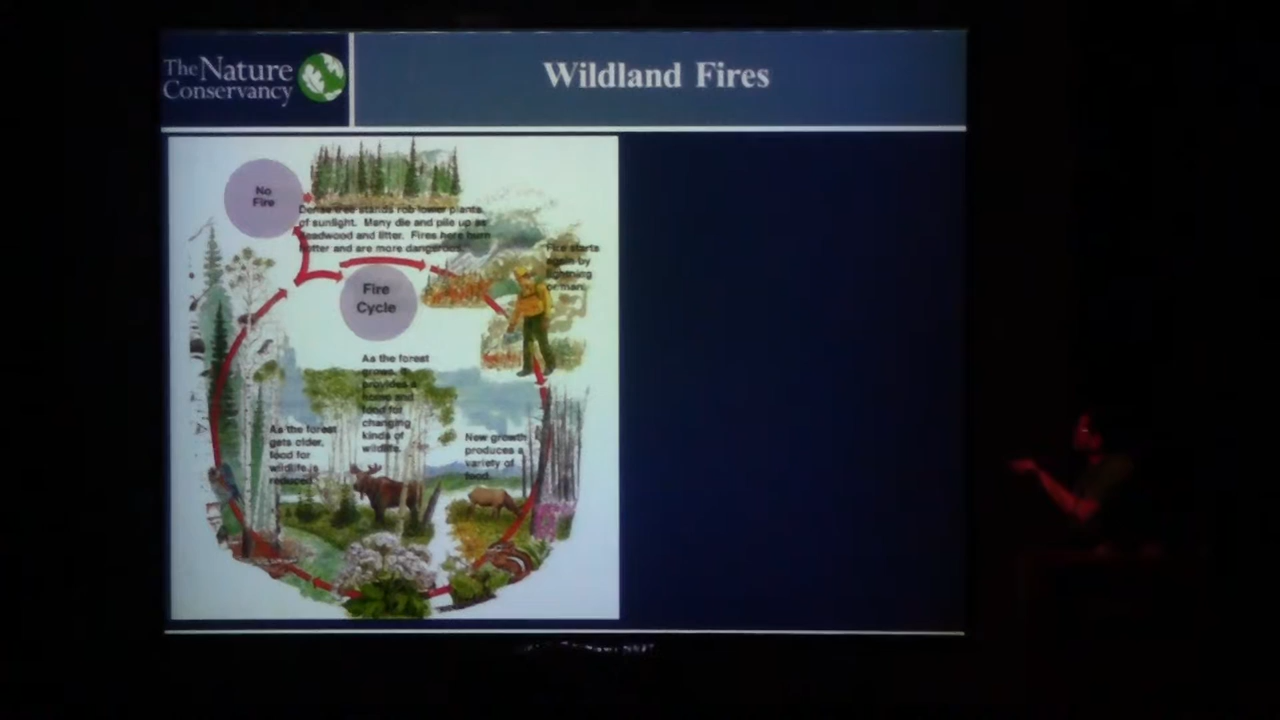 The Nature
Conservancy
Wildland Fires
No
Fire
Dense tree stands rob lower plants
of sunlight. Many die and pile up as
deadwood and litter. Fires here burn
hotter and are more dangerous.
Fire starts
again by
lightning
or man.
Fire
Cycle
As the forest
grows, it
provides a
home and
food for
changing
kinds of
wildlife.
As the forest
gets older,
food for
wildlife is
reduced.
New growth
produces a
variety of
food.